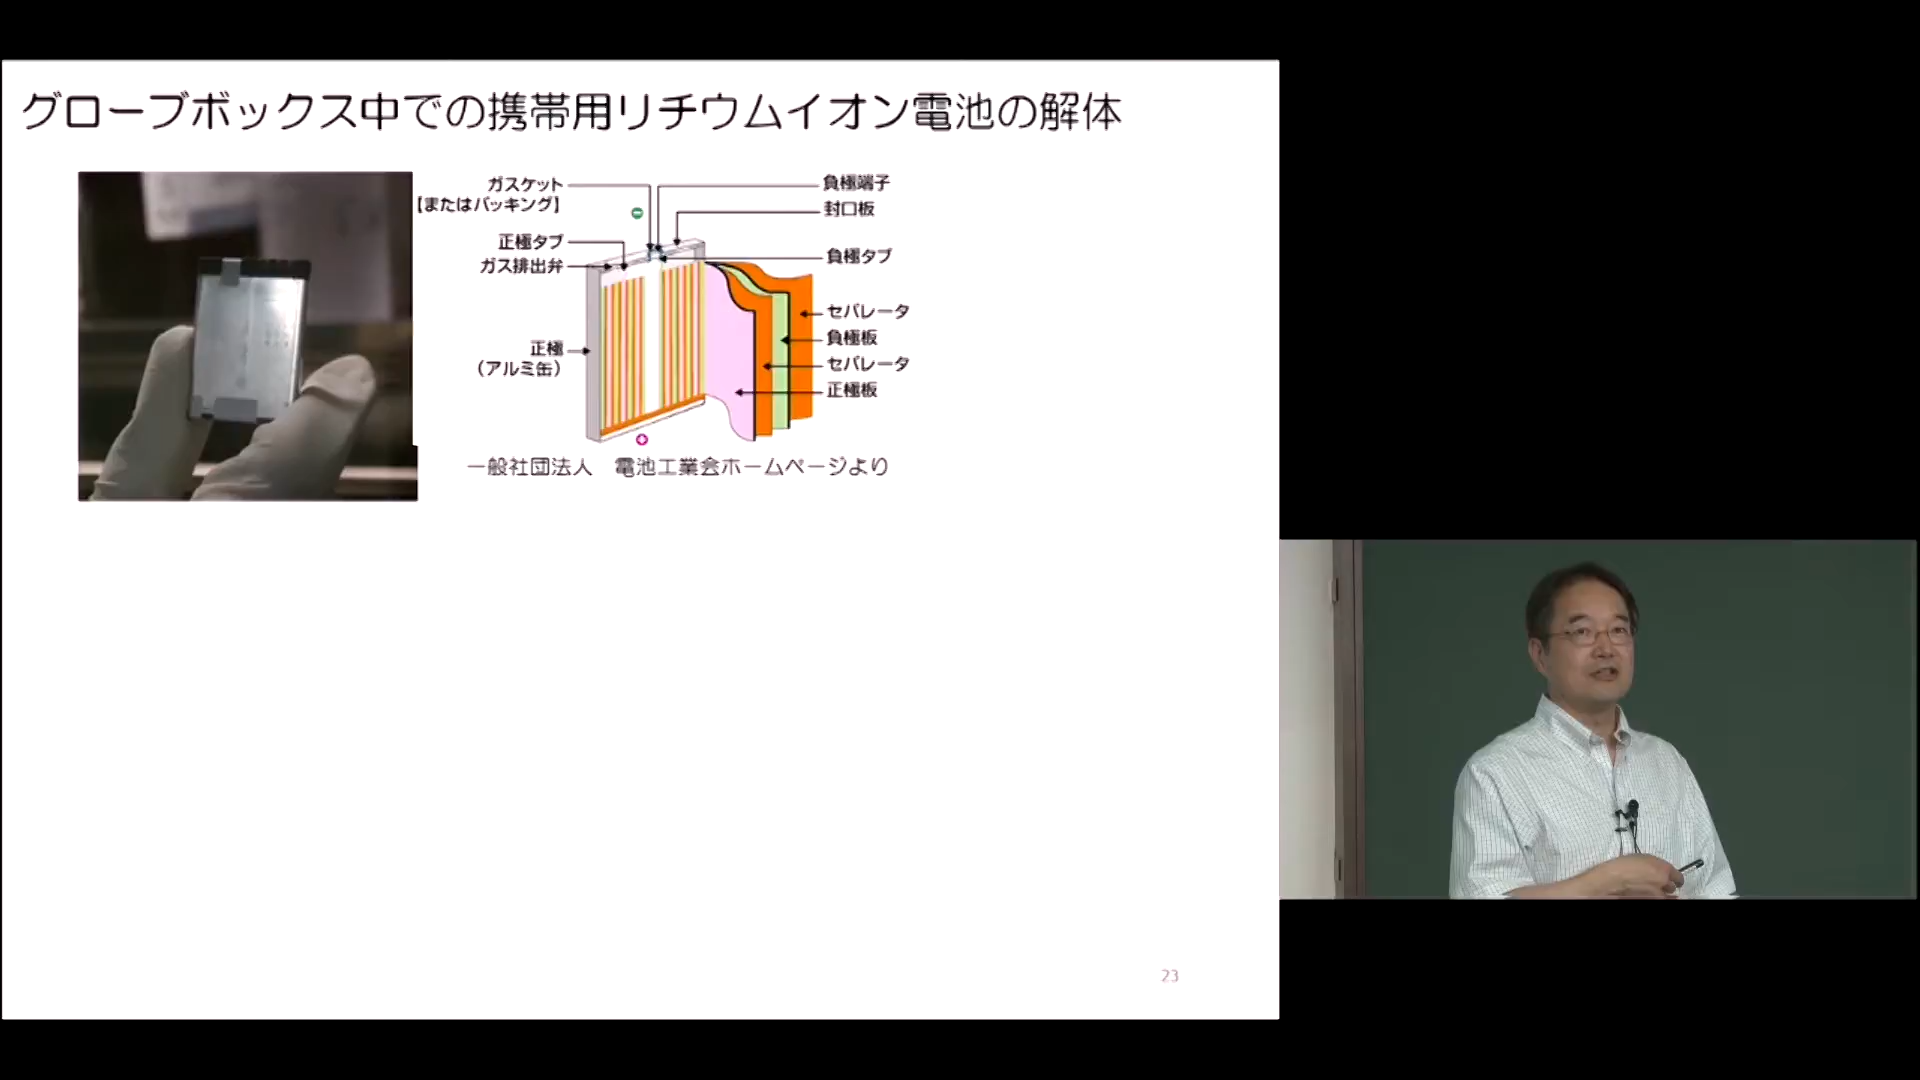 グローブボックス中での携帯用リチウムイオン電池の解体
ガスケット
【またはパッキング】
正極タブ
ガス排出弁
正極
(アルミ缶)
負極端子
封口板
負極タブ
セパレータ
負極板
セパレータ
正極板
一般社団法人 電池工業会ホームページより
23